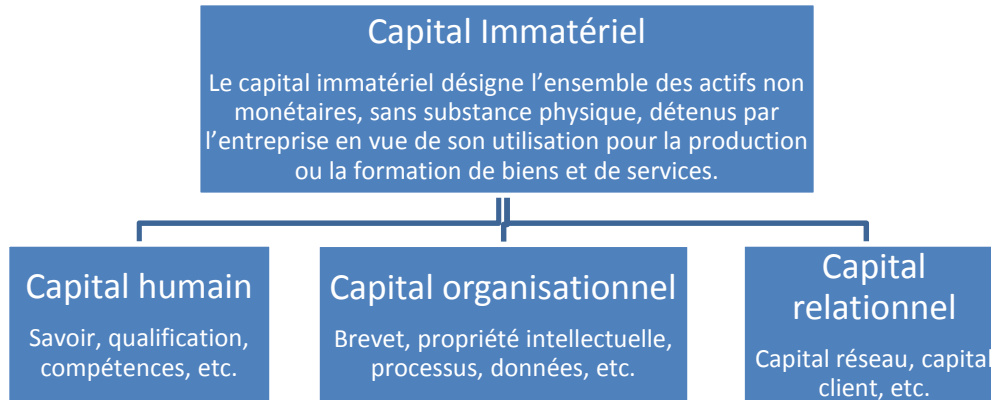 Capital Immatériel
Le capital immatériel désigne l’ensemble des actifs non
monétaires, sans substance physique, détenus par
l’entreprise en vue de son utilisation pour la production
ou la formation de biens et de services.
Capital humain
Savoir, qualification,
compétences, etc.
Capital organisationnel
Brevet, propriété intellectuelle,
processus, données, etc.
Capital
relationnel
Capital réseau, capital
client, etc.